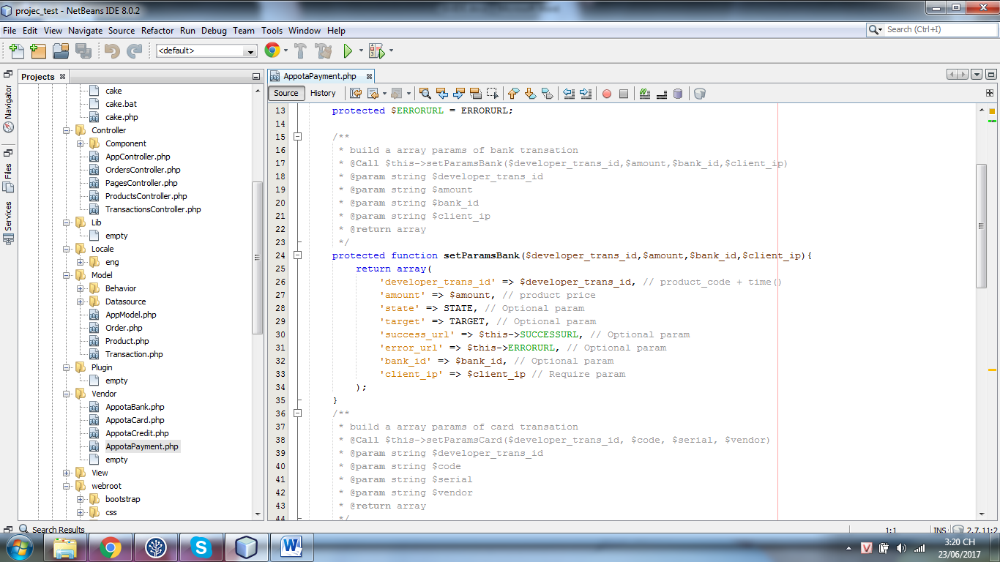 projec_test - NetBeans IDE 8.0.2
File Edit View Navigate Source Refactor Run Debug Team Tools Window Help
Search (Ctrl+I)
<default>
Projects
AppotaPayment.php
Navigator
Files
Services
cake
cake.bat
cake.php
Controller
Component
AppController.php
OrdersController.php
PagesController.php
ProductsController.php
TransactionsController.php
Lib
empty
Locale
eng
Model
Behavior
Datasource
AppModel.php
Order.php
Product.php
Transaction.php
Plugin
empty
Vendor
AppotaBank.php
AppotaCard.php
AppotaCredit.php
AppotaPayment.php
empty
View
webroot
bootstrap
css
Source History
13 protected $ERRORURL = ERRORURL;
14
15 /**
16 * build a array params of bank transation
17 * @Call $this->setParamsBank($developer_trans_id,$amount,$bank_id,$client_ip)
18 * @param string $developer_trans_id
19 * @param string $amount
20 * @param string $bank_id
21 * @param string $client_ip
22 * @return array
23 */
24 protected function setParamsBank($developer_trans_id,$amount,$bank_id,$client_ip){
25 return array(
26 'developer_trans_id' => $developer_trans_id, // product_code + time()
27 'amount' => $amount, // product price
28 'state' => STATE, // Optional param
29 'target' => TARGET, // Optional param
30 'success_url' => $this->SUCCESSURL, // Optional param
31 'error_url' => $this->ERRORURL, // Optional param
32 'bank_id' => $bank_id, // Optional param
33 'client_ip' => $client_ip // Require param
34 );
35 }
36 /**
37 * build a array params of card transation
38 * @Call $this->setParamsCard($developer_trans_id, $code, $serial, $vendor)
39 * @param string $developer_trans_id
40 * @param string $code
41 * @param string $serial
42 * @param string $vendor
43 * @return array
44 */
Search Results
1:1 INS
3:20 CH
23/06/2017